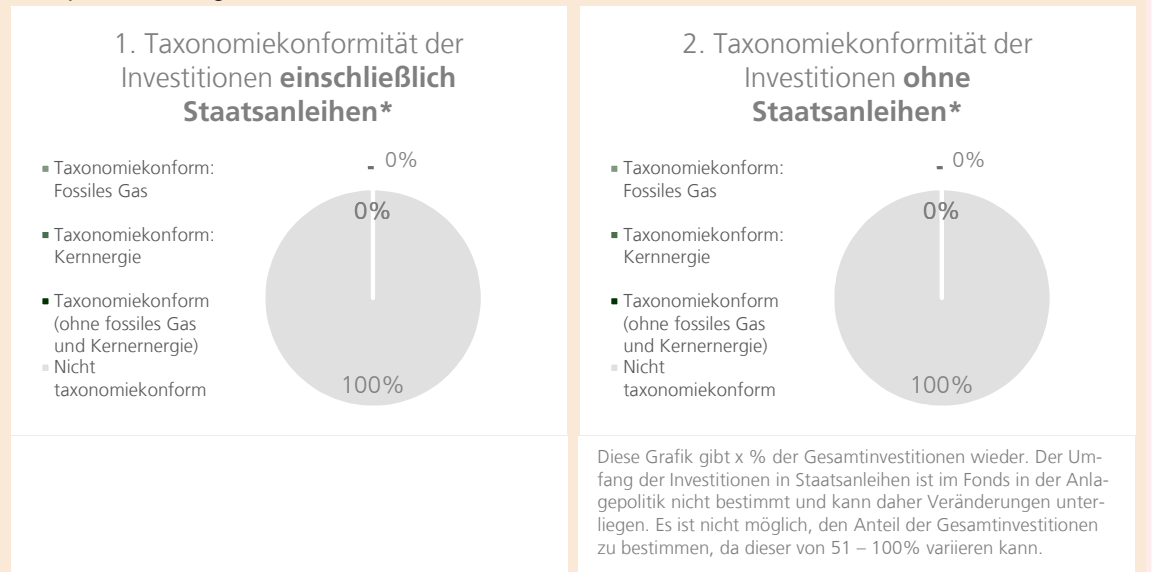 1. Taxonomiekonformität der
Investitionen einschließlich
Staatsanleihen*
Taxonomiekonform:
Fossiles Gas
Taxonomiekonform:
Kernnergie
Taxonomiekonform
(ohne fossiles Gas
und Kernernergie)
Nicht
taxonomiekonform
- 0%
0%
100%
2. Taxonomiekonformität der
Investitionen ohne
Staatsanleihen*
Taxonomiekonform:
Fossiles Gas
Taxonomiekonform:
Kernnergie
Taxonomiekonform
(ohne fossiles Gas
und Kernernergie)
Nicht
taxonomiekonform
- 0%
0%
100%
Diese Grafik gibt x % der Gesamtinvestitionen wieder. Der Um-
fang der Investitionen in Staatsanleihen ist im Fonds in der Anla-
gepolitik nicht bestimmt und kann daher Veränderungen unter-
liegen. Es ist nicht möglich, den Anteil der Gesamtinvestitionen
zu bestimmen, da dieser von 51 – 100% variieren kann.